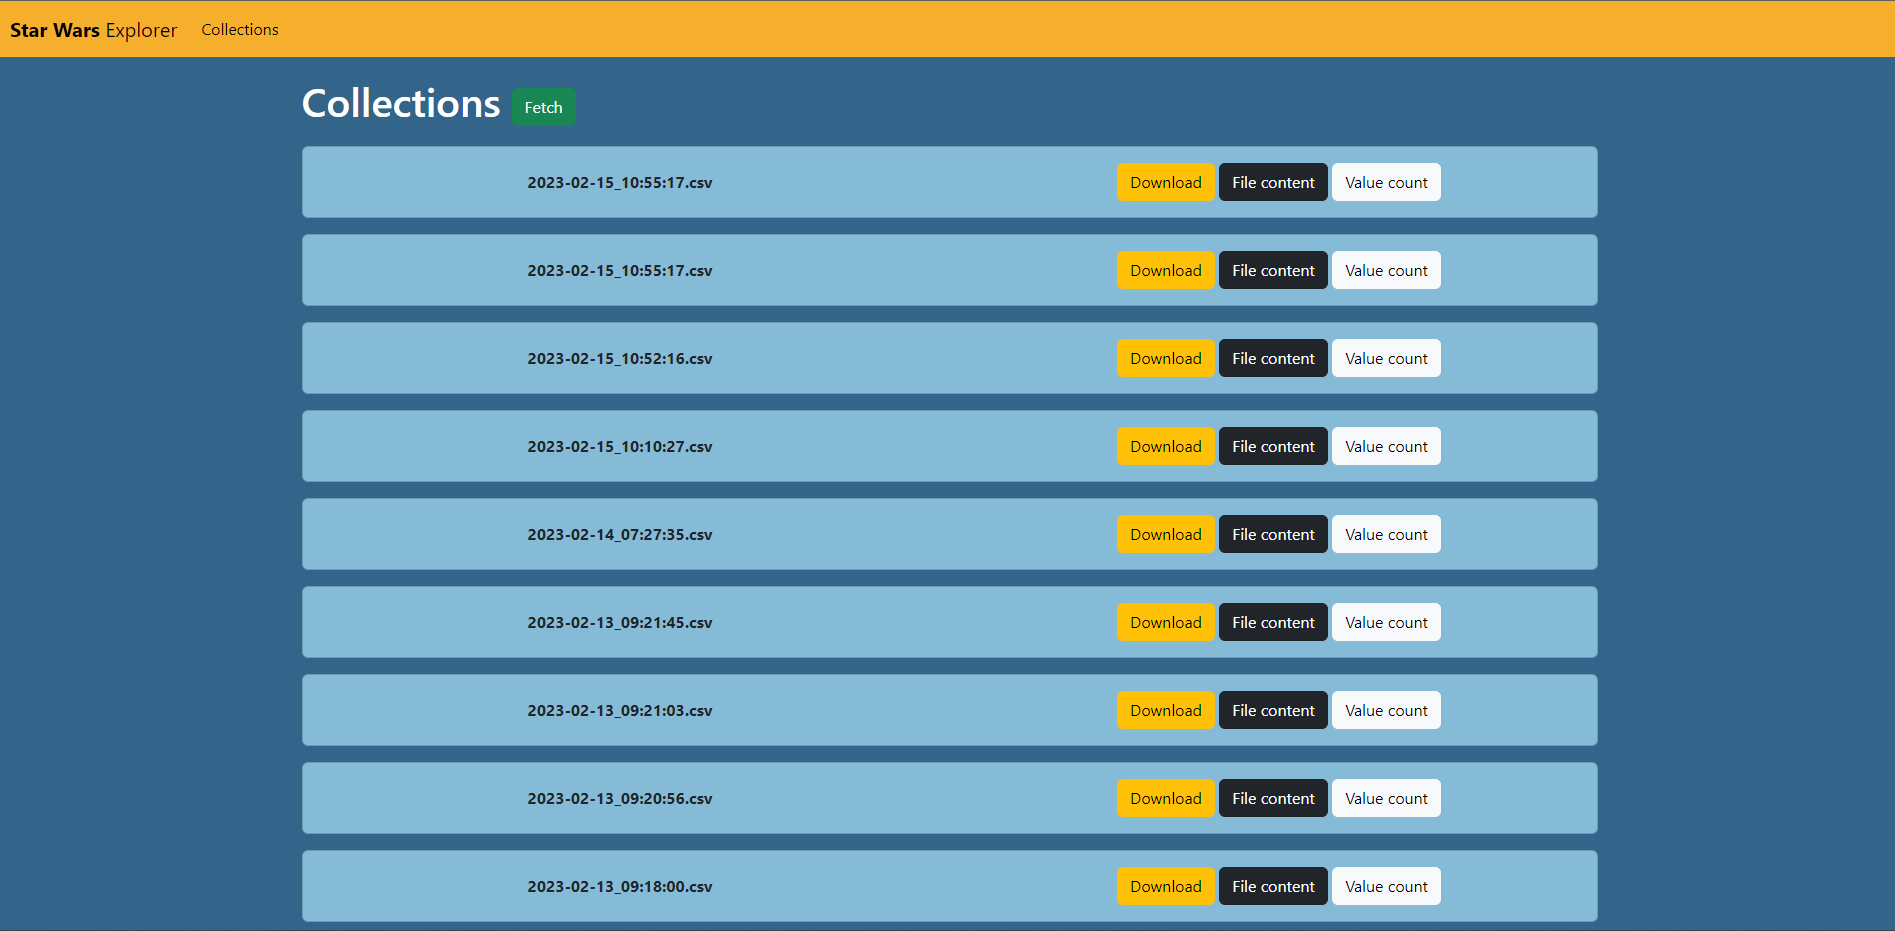 Star Wars Explorer Collections
Collections Fetch
2023-02-15_10:55:17.csv Download File content Value count
2023-02-15_10:55:17.csv Download File content Value count
2023-02-15_10:52:16.csv Download File content Value count
2023-02-15_10:10:27.csv Download File content Value count
2023-02-14_07:27:35.csv Download File content Value count
2023-02-13_09:21:45.csv Download File content Value count
2023-02-13_09:21:03.csv Download File content Value count
2023-02-13_09:20:56.csv Download File content Value count
2023-02-13_09:18:00.csv Download File content Value count